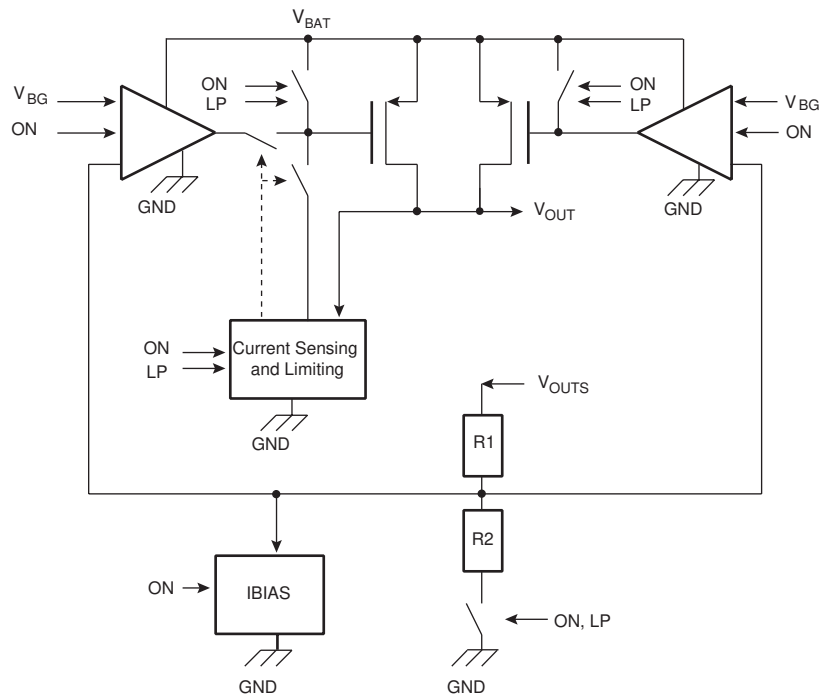 V_BAT
V_BG
ON
ON
LP
ON
LP
V_BG
ON
GND
GND
V_OUT
ON
LP
Current Sensing
and Limiting
GND
V_OUTS
R1
R2
ON
IBIAS
ON, LP
GND
GND